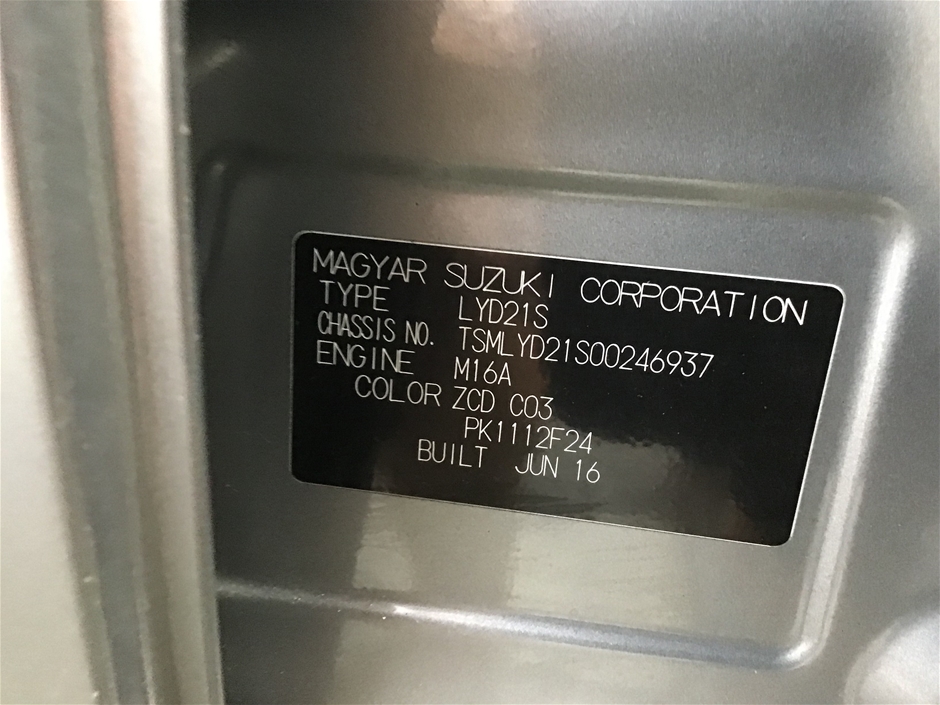 MAGYAR SUZUKI CORPORATION
TYPE LYD21S
CHASSIS NO. TSMLYD21S00246937
ENGINE M16A
COLOR ZCD C03
PK1112F24
BUILT JUN 16